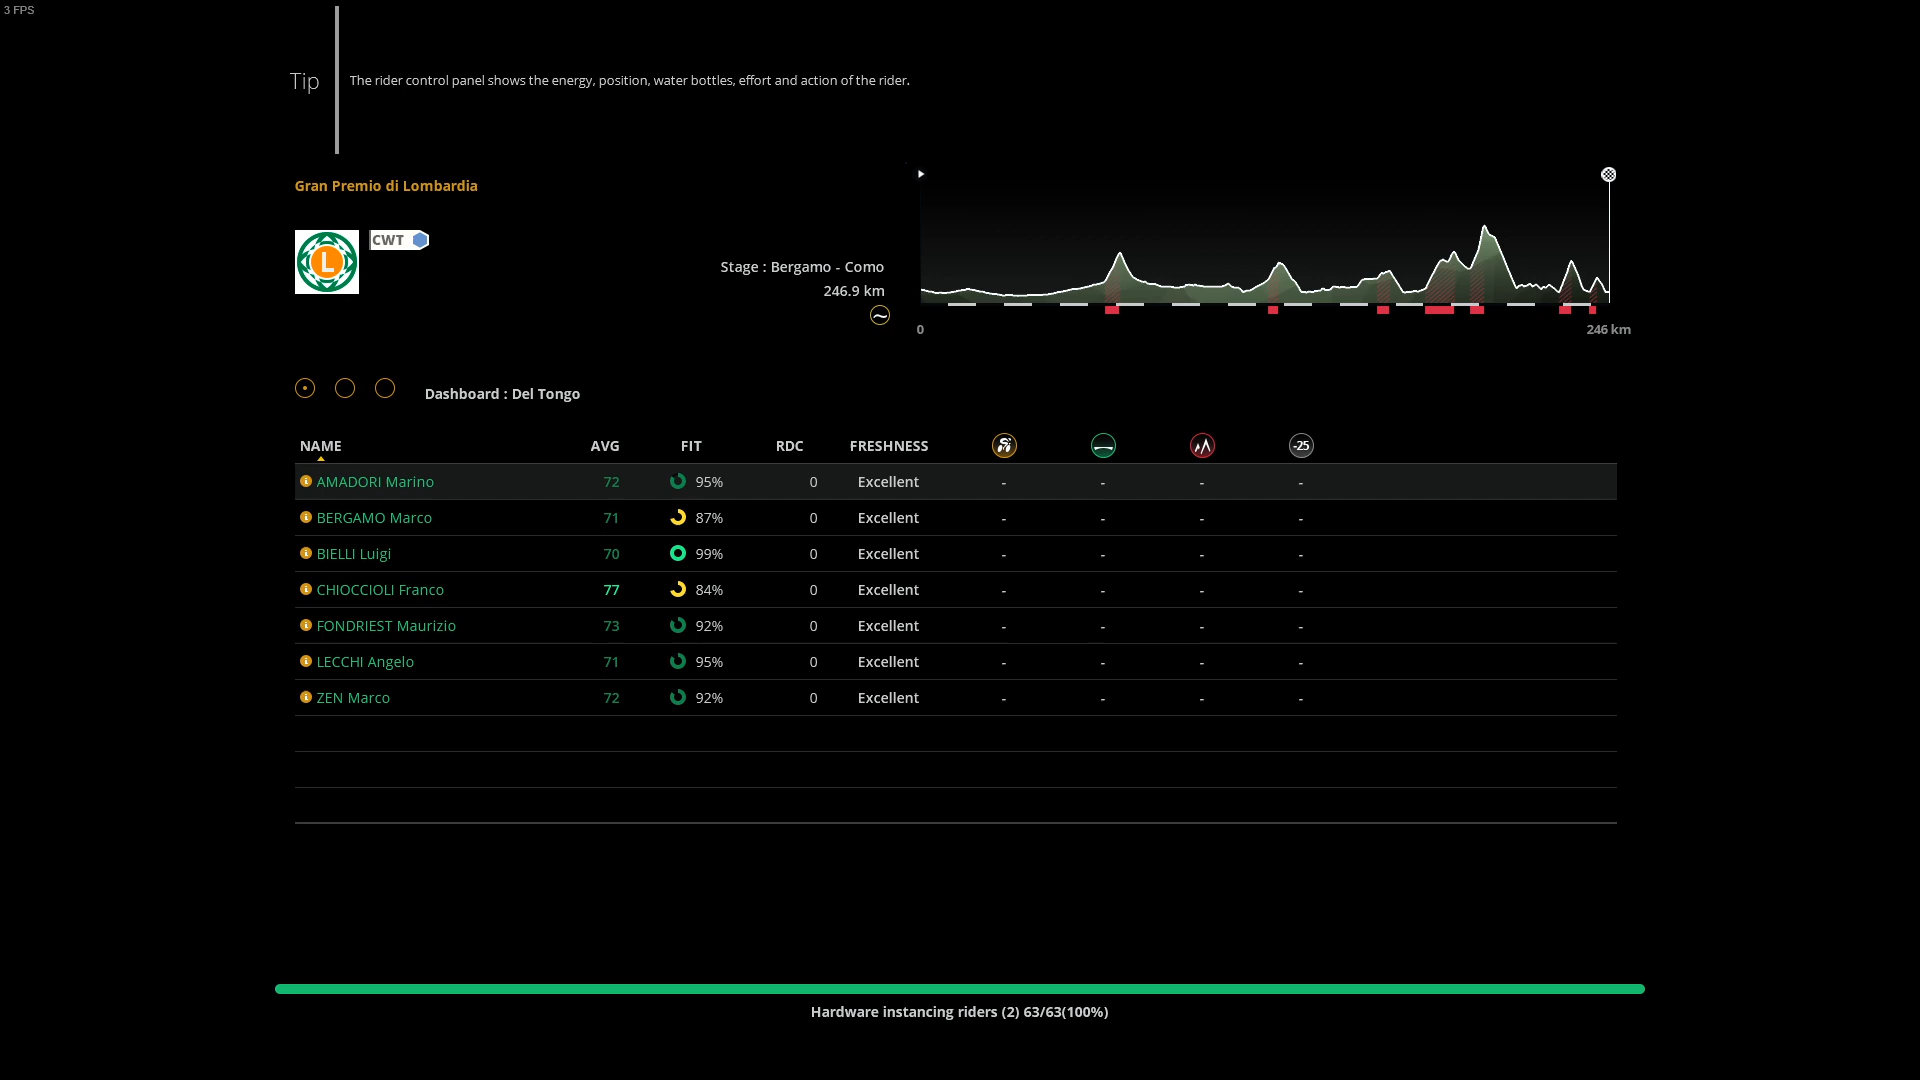 3 FPS
Tip
The rider control panel shows the energy, position, water bottles, effort and action of the rider.
Gran Premio di Lombardia
L
CWT
Stage : Bergamo - Como
246.9 km
0
246 km
Dashboard : Del Tongo
NAME AVG FIT RDC FRESHNESS -25
AMADORI Marino 72 95% 0 Excellent - - - -
BERGAMO Marco 71 87% 0 Excellent - - - -
BIELLI Luigi 70 99% 0 Excellent - - - -
CHIOCCIOLI Franco 77 84% 0 Excellent - - - -
FONDRIEST Maurizio 73 92% 0 Excellent - - - -
LECCHI Angelo 71 95% 0 Excellent - - - -
ZEN Marco 72 92% 0 Excellent - - - -
Hardware instancing riders (2) 63/63(100%)